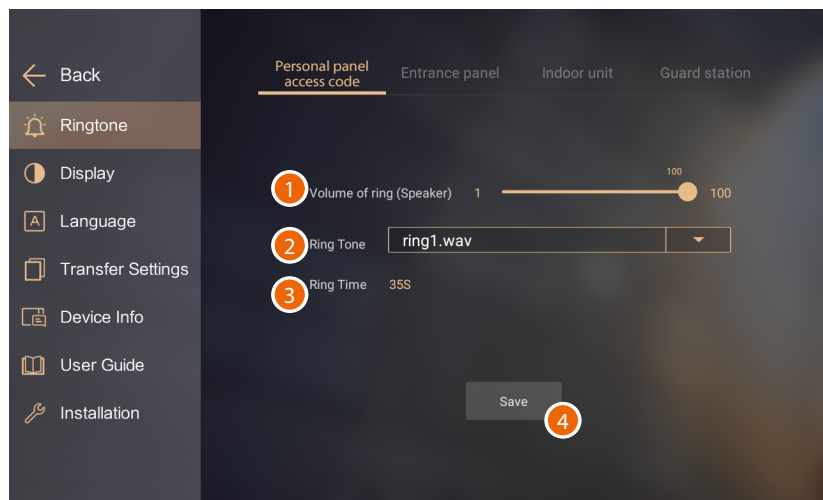 Back
Ringtone
Display
Language
Transfer Settings
Device Info
User Guide
Installation
Personal panel
access code
Entrance panel
Indoor unit
Guard station
1
Volume of ring (Speaker)
1
100
100
2
Ring Tone
ring1.wav
3
Ring Time
35S
Save
4
A